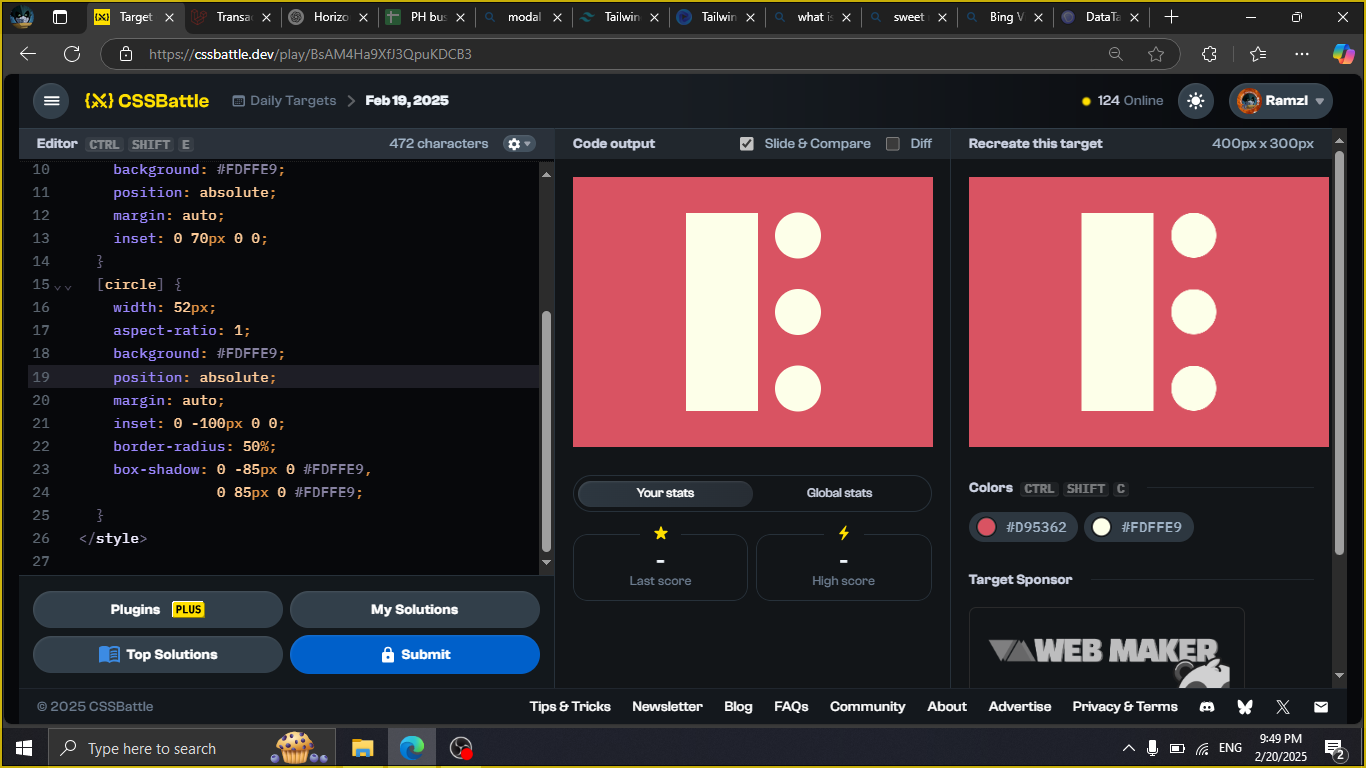 Target
Transac
Horizo
PH bus
modal
Tailwin
Tailwin
what is
sweet
Bing V
DataTa
https://cssbattle.dev/play/BsAM4Ha9XfJ3QpuKDCB3
{X} CSSBattle
Daily Targets
Feb 19, 2025
124 Online
Ramzl
Editor CTRL SHIFT E
472 characters
Code output
Slide & Compare
Diff
Recreate this target
400px x 300px
10 background: #FDFFE9;
11 position: absolute;
12 margin: auto;
13 inset: 0 70px 0 0;
14 }
15 [circle] {
16 width: 52px;
17 aspect-ratio: 1;
18 background: #FDFFE9;
19 position: absolute;
20 margin: auto;
21 inset: 0 -100px 0 0;
22 border-radius: 50%;
23 box-shadow: 0 -85px 0 #FDFFE9,
24 0 85px 0 #FDFFE9;
25 }
26 </style>
27
Your stats
Global stats
-
Last score
-
High score
Colors CTRL SHIFT C
#D95362
#FDFFE9
Target Sponsor
WEB MAKER
Plugins PLUS
My Solutions
Top Solutions
Submit
© 2025 CSSBattle
Tips & Tricks
Newsletter
Blog
FAQs
Community
About
Advertise
Privacy & Terms
Type here to search
ENG
9:49 PM
2/20/2025
2